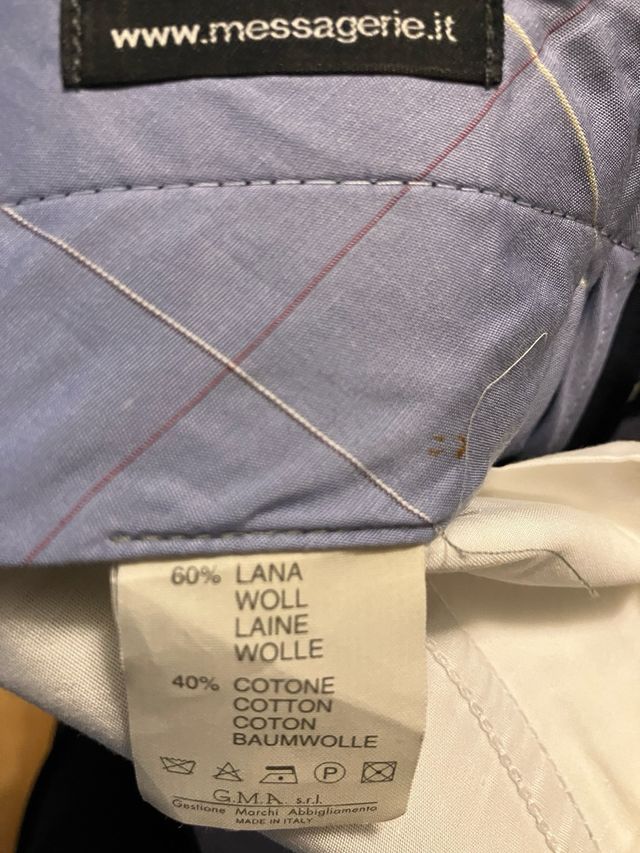 www.messagerie.it
60% LANA
WOLL
LAINE
WOLLE
40% COTONE
COTTON
COTON
BAUMWOLLE
P
G.M.A. s.r.l.
Gestione Marchi Abbigliamento
MADE IN ITALY